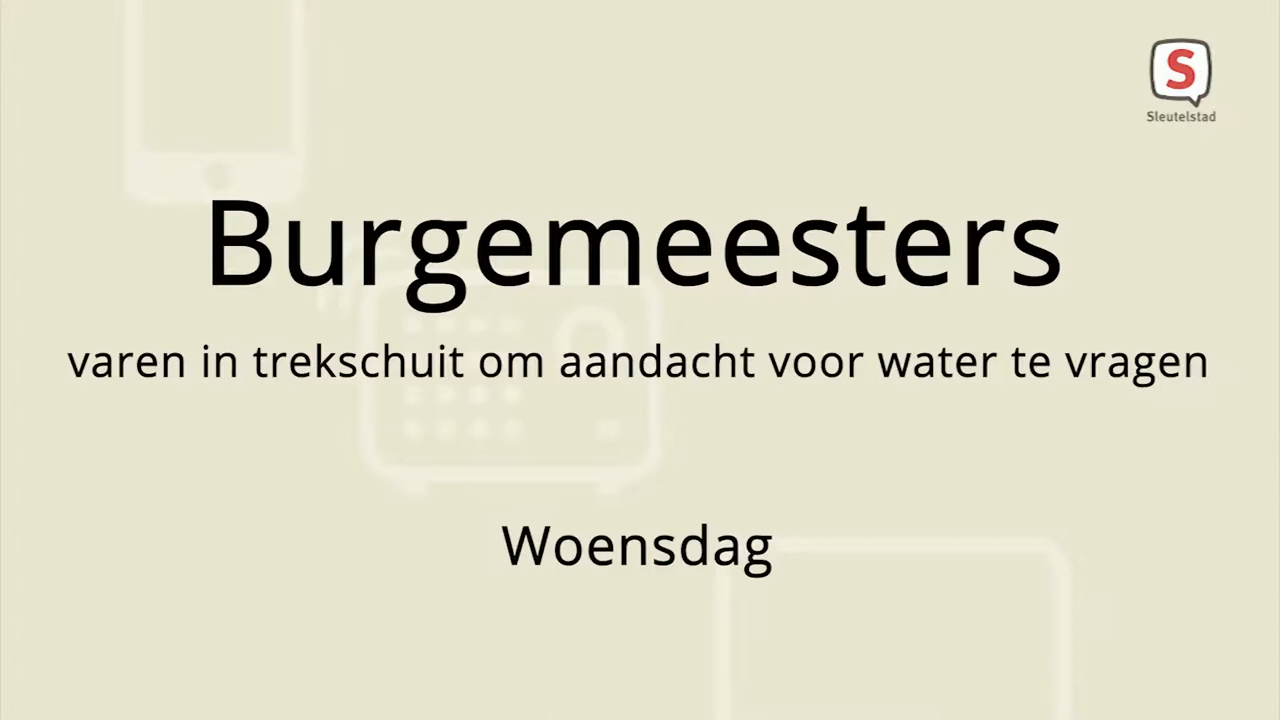 S
Sleutelstad
Burgemeesters
varen in trekschuit om aandacht voor water te vragen
Woensdag